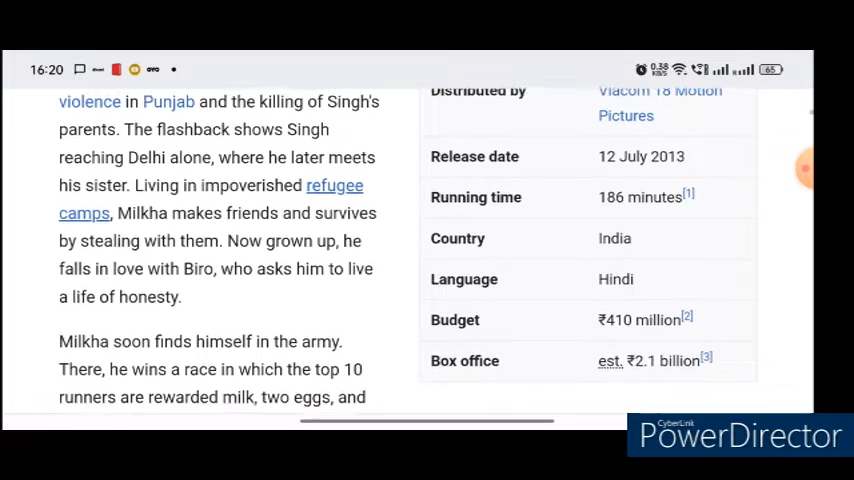 16:20
0.38
KB/S
65
violence in Punjab and the killing of Singh's
parents. The flashback shows Singh
reaching Delhi alone, where he later meets
his sister. Living in impoverished refugee
camps, Milkha makes friends and survives
by stealing with them. Now grown up, he
falls in love with Biro, who asks him to live
a life of honesty.
Milkha soon finds himself in the army.
There, he wins a race in which the top 10
runners are rewarded milk, two eggs, and
Distributed by Viacom 18 Motion
Pictures
Release date 12 July 2013
Running time 186 minutes[1]
Country India
Language Hindi
Budget ₹410 million[2]
Box office est. ₹2.1 billion[3]
CyberLink
PowerDirector